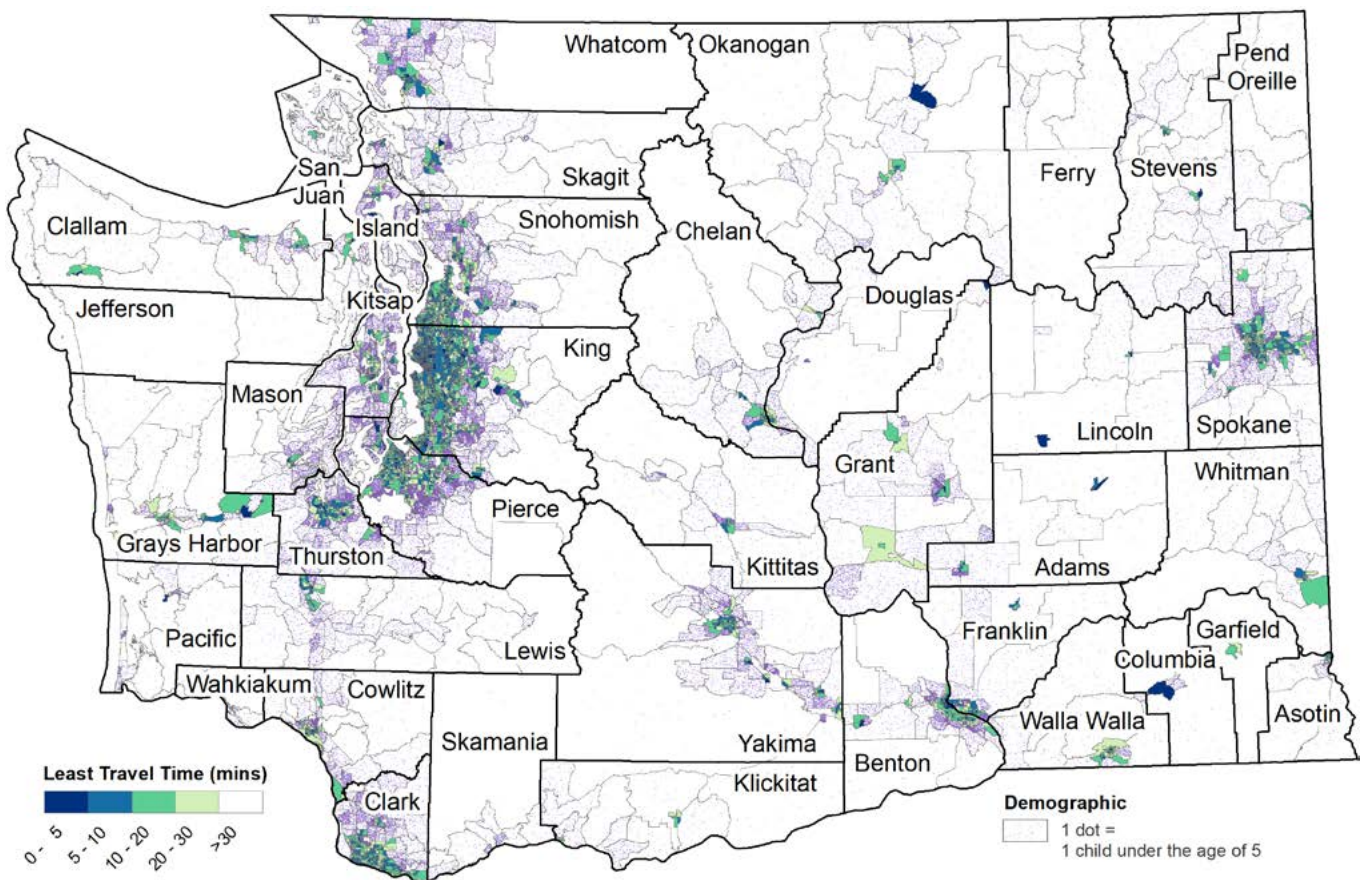 Whatcom
Okanogan
Pend
Oreille
San
Juan
Skagit
Ferry
Stevens
Clallam
Island
Snohomish
Chelan
Jefferson
Kitsap
Douglas
King
Mason
Lincoln
Spokane
Grant
Whitman
Grays Harbor
Thurston
Pierce
Kittitas
Adams
Pacific
Lewis
Franklin
Garfield
Columbia
Wahkiakum
Cowlitz
Skamania
Yakima
Walla Walla
Asotin
Benton
Klickitat
Clark
Least Travel Time (mins)
0 - 5
5 - 10
10 - 20
20 - 30
>30
Demographic
1 dot =
1 child under the age of 5